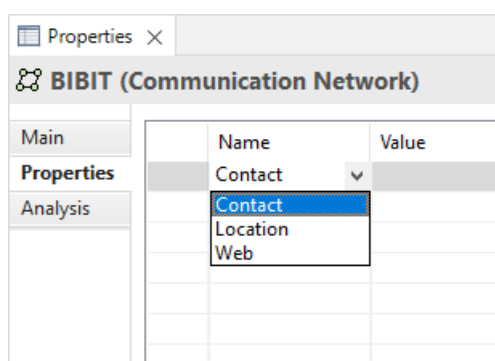 Properties
BIBIT (Communication Network)
Main
Properties
Analysis
Name Value
Contact
Contact
Location
Web